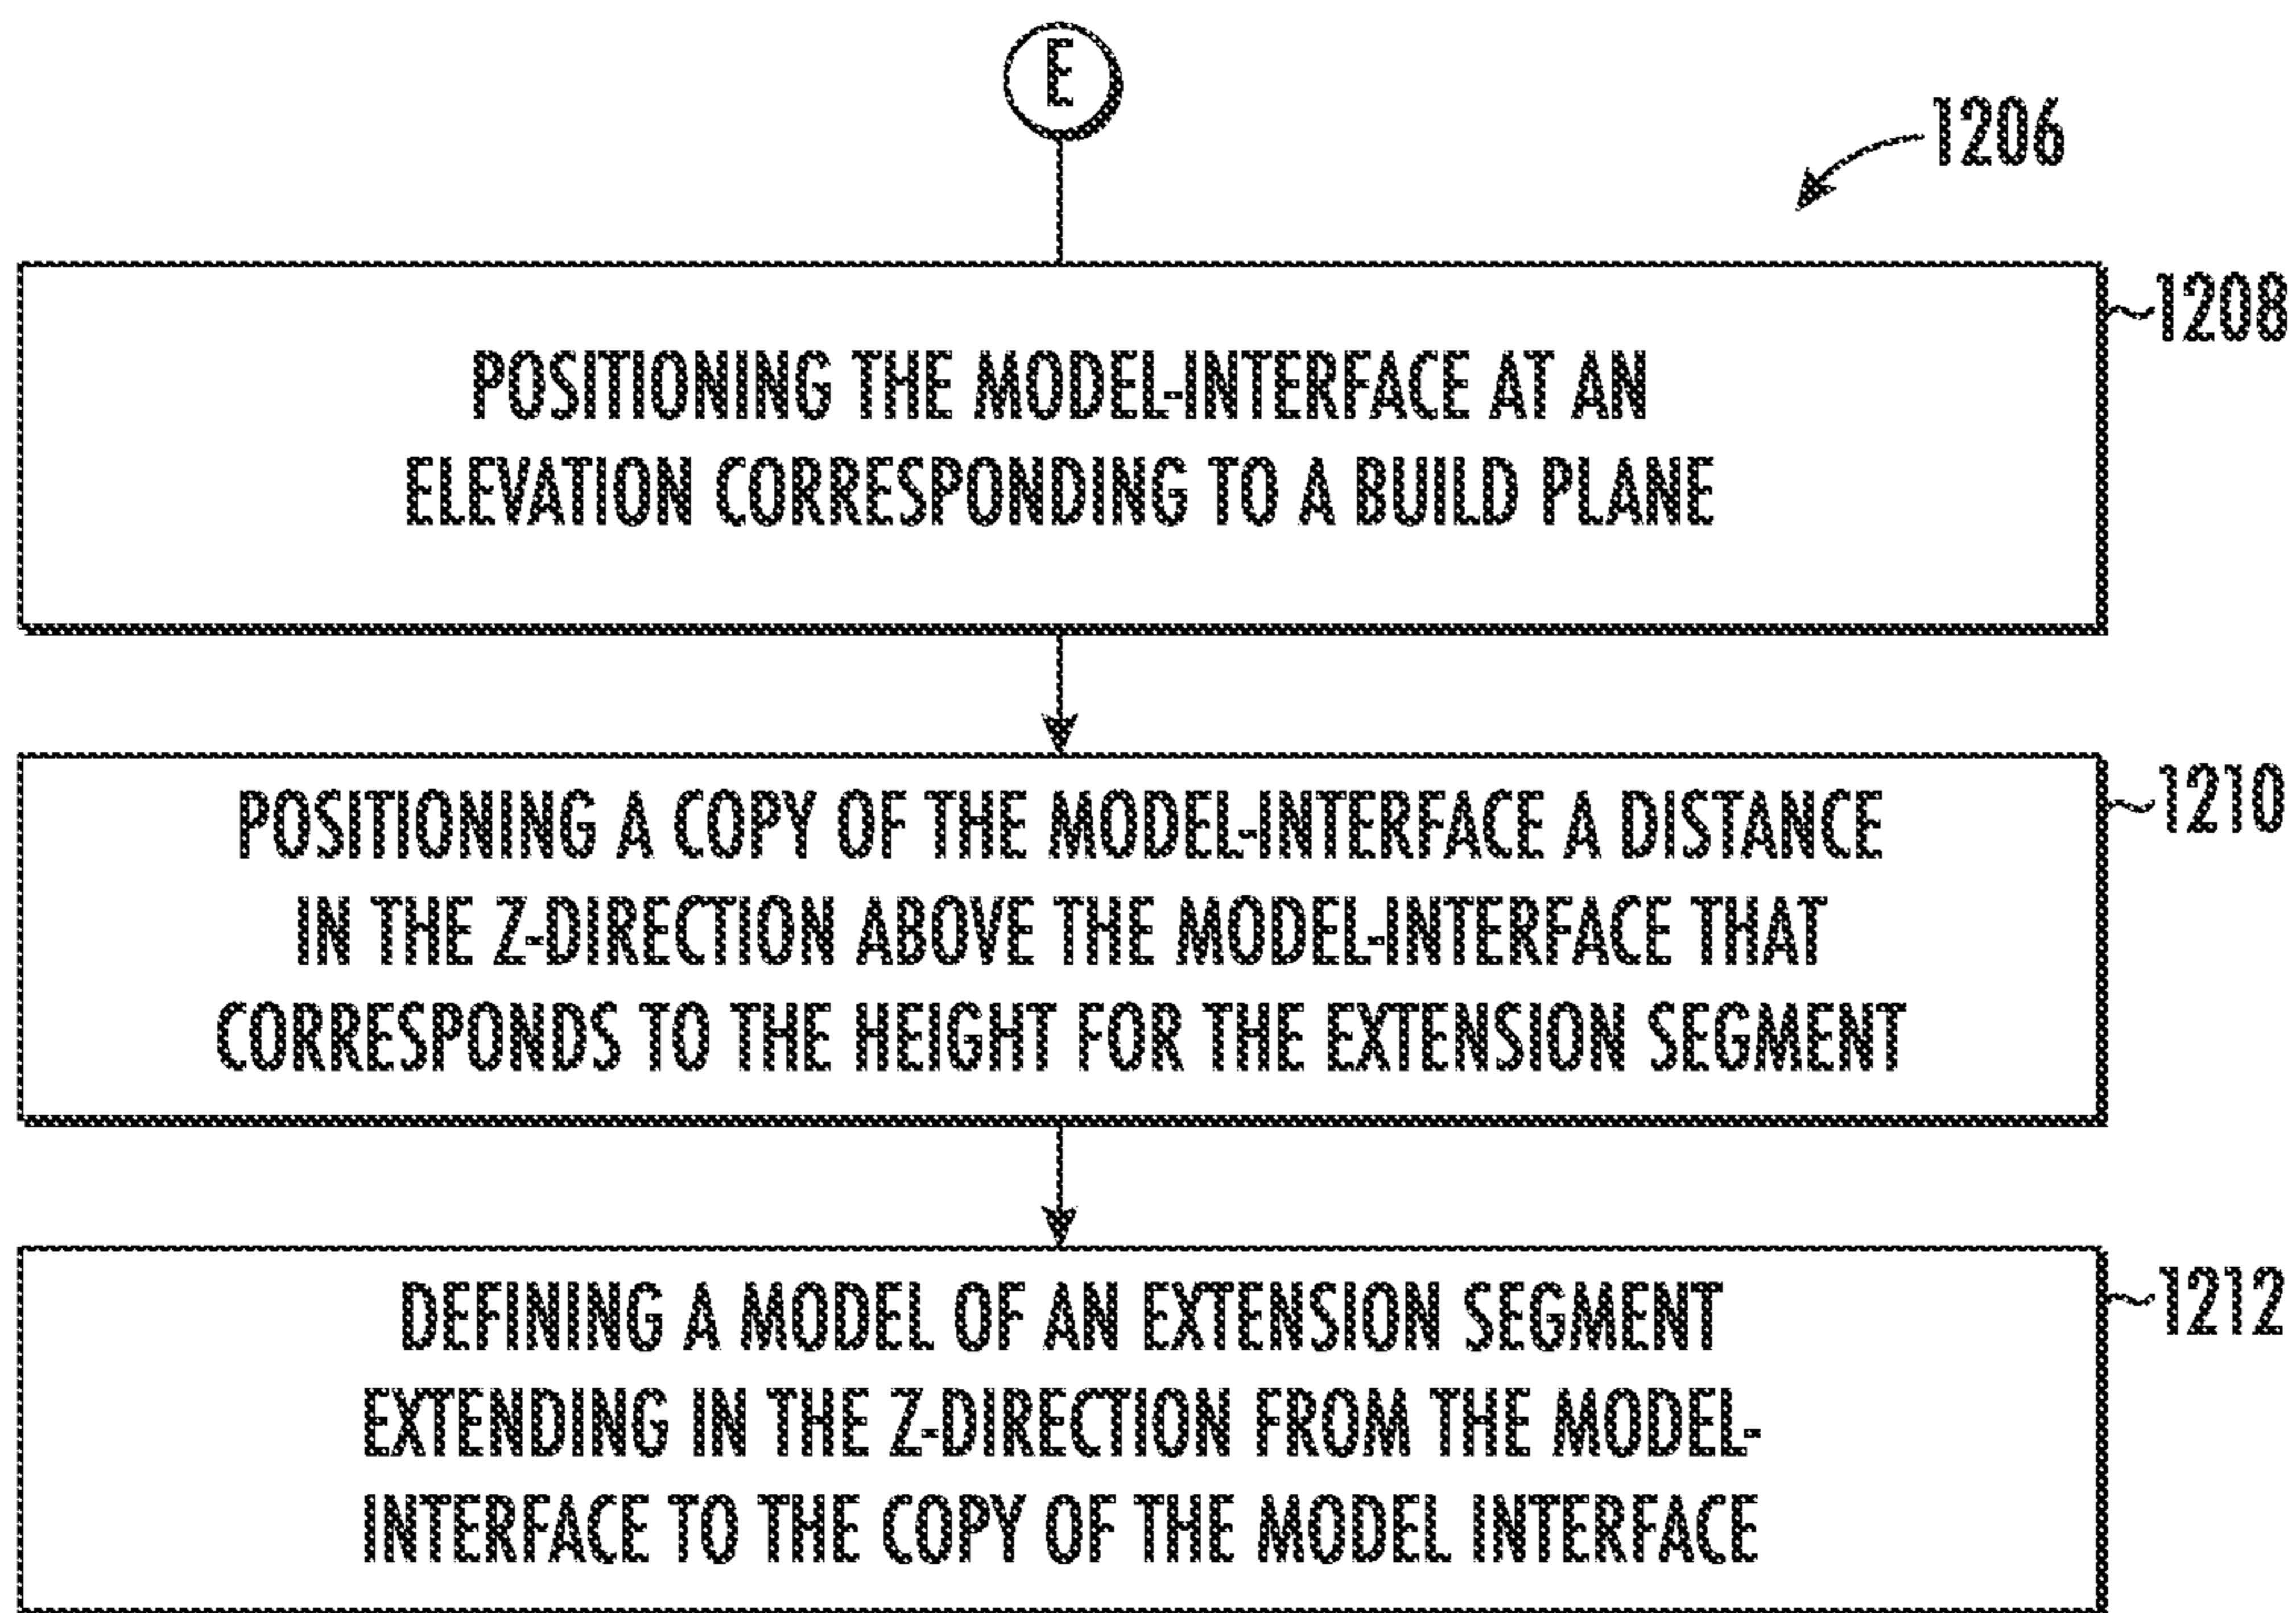 E
1206
1208
POSITIONING THE MODEL-INTERFACE AT AN
ELEVATION CORRESPONDING TO A BUILD PLANE
1210
POSITIONING A COPY OF THE MODEL-INTERFACE A DISTANCE
IN THE Z-DIRECTION ABOVE THE MODEL-INTERFACE THAT
CORRESPONDS TO THE HEIGHT FOR THE EXTENSION SEGMENT
1212
DEFINING A MODEL OF AN EXTENSION SEGMENT
EXTENDING IN THE Z-DIRECTION FROM THE MODEL-
INTERFACE TO THE COPY OF THE MODEL INTERFACE